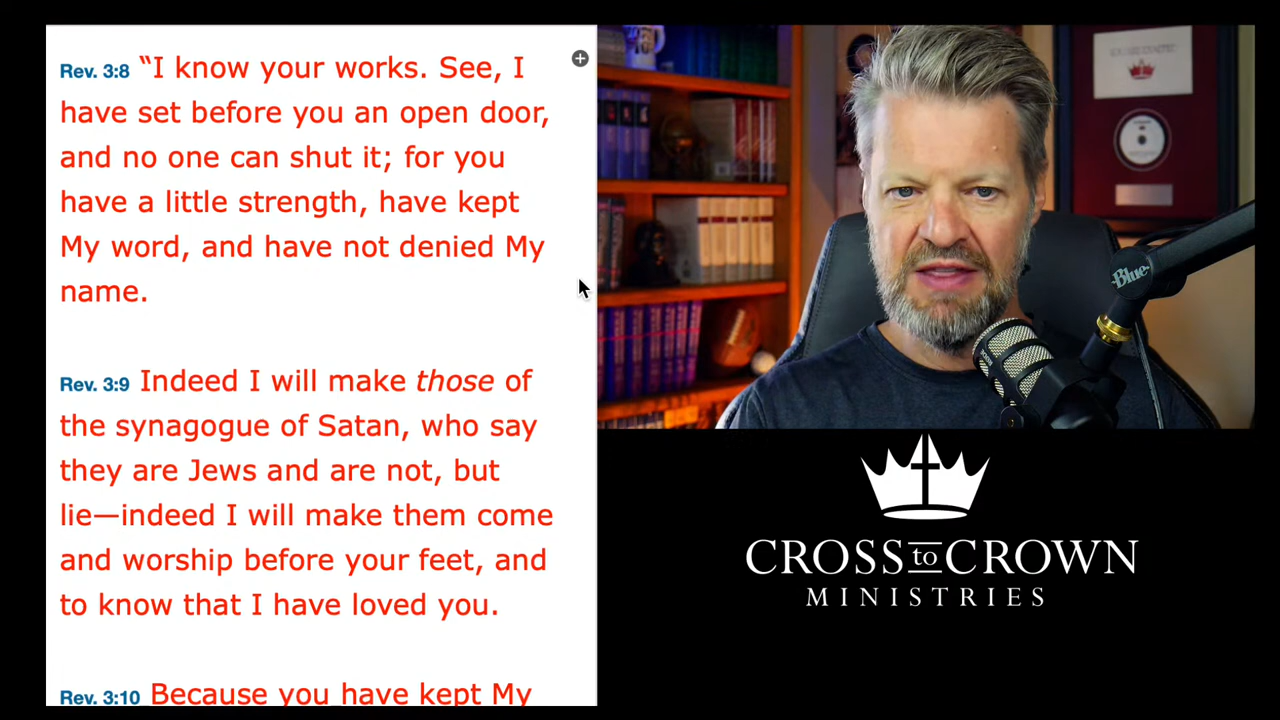 Rev. 3:8 “I know your works. See, I
have set before you an open door,
and no one can shut it; for you
have a little strength, have kept
My word, and have not denied My
name.
Rev. 3:9 Indeed I will make those of
the synagogue of Satan, who say
they are Jews and are not, but
lie—indeed I will make them come
and worship before your feet, and
to know that I have loved you.
Rev. 3:10 Because you have kept My
Blue
CROSS to CROWN
MINISTRIES